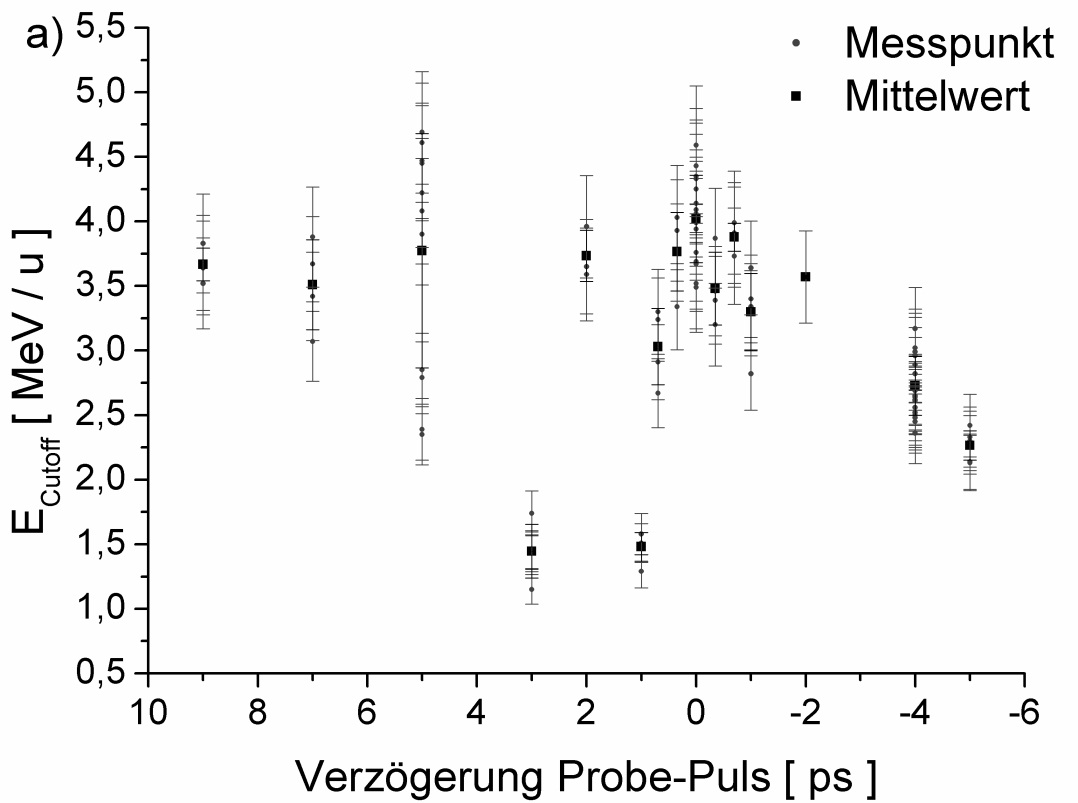 a)
Messpunkt
Mittelwert
5,5
5,0
4,5
4,0
3,5
3,0
2,5
2,0
1,5
1,0
0,5
E_Cutoff [ MeV / u ]
10 8 6 4 2 0 -2 -4 -6
Verzögerung Probe-Puls [ ps ]